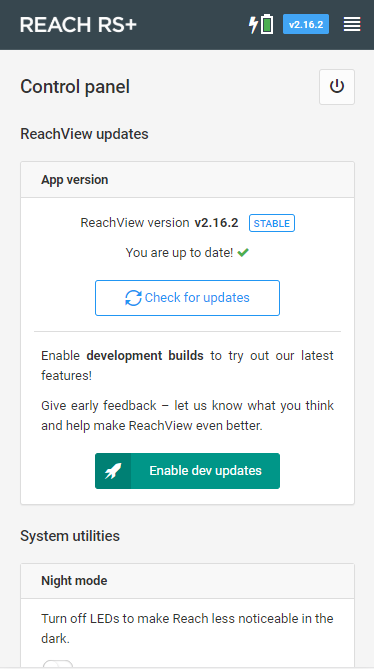 REACH RS+
v2.16.2
Control panel
ReachView updates
App version
ReachView version v2.16.2 STABLE
You are up to date!
Check for updates
Enable development builds to try out our latest
features!
Give early feedback – let us know what you think
and help make ReachView even better.
Enable dev updates
System utilities
Night mode
Turn off LEDs to make Reach less noticeable in the
dark.